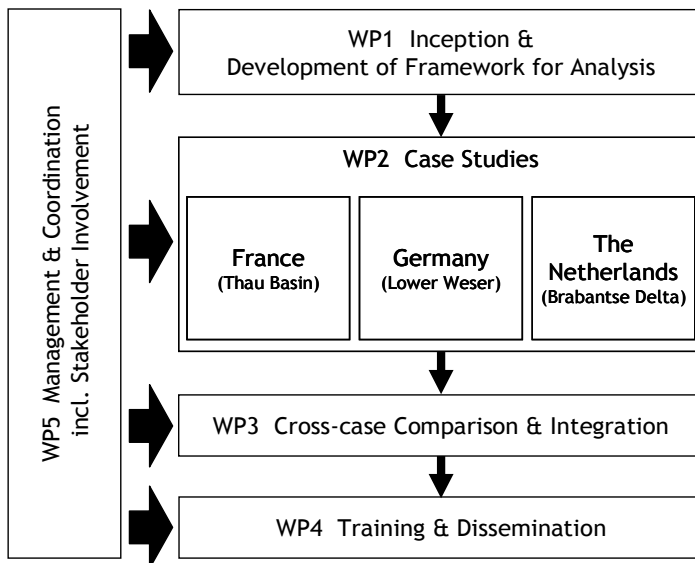 WP5 Management & Coordination
incl. Stakeholder Involvement
WP1 Inception &
Development of Framework for Analysis
WP2 Case Studies
France
(Thau Basin)
Germany
(Lower Weser)
The
Netherlands
(Brabantse Delta)
WP3 Cross-case Comparison & Integration
WP4 Training & Dissemination